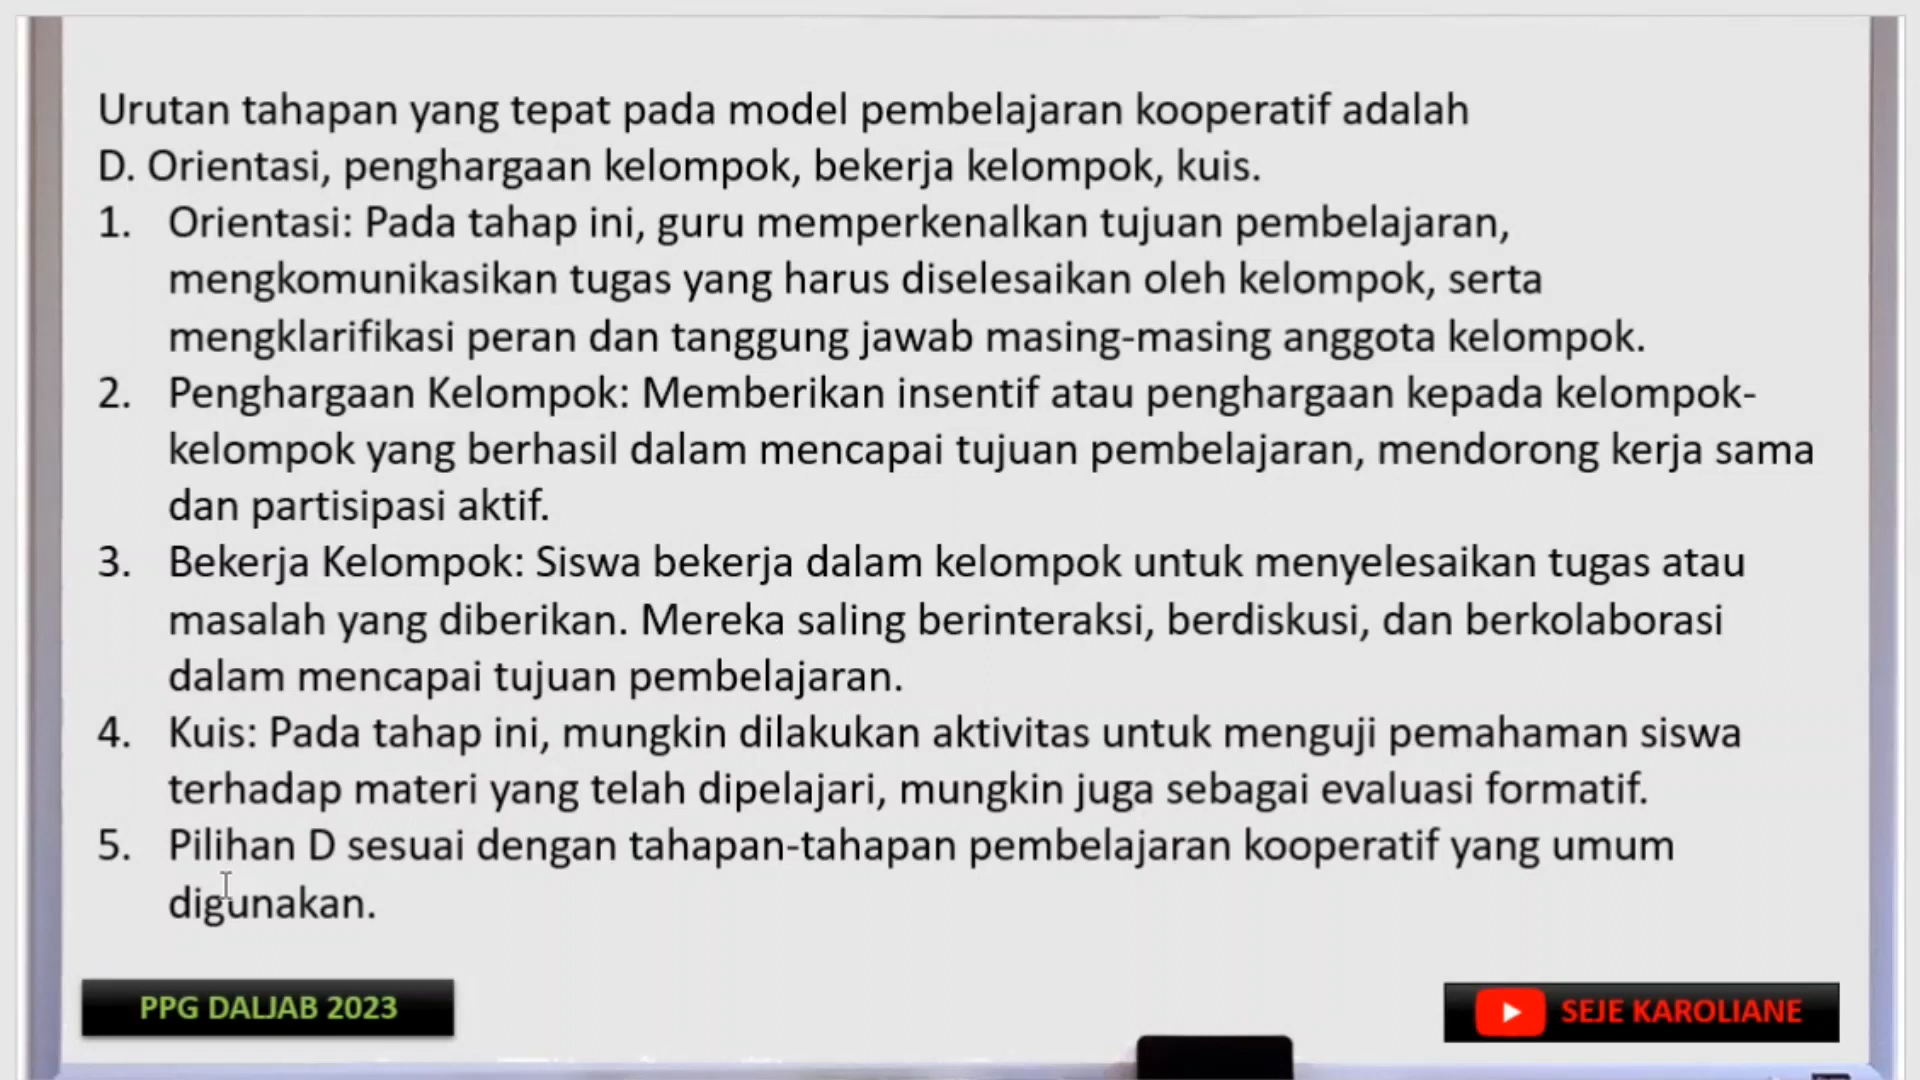 Urutan tahapan yang tepat pada model pembelajaran kooperatif adalah
D. Orientasi, penghargaan kelompok, bekerja kelompok, kuis.
1. Orientasi: Pada tahap ini, guru memperkenalkan tujuan pembelajaran,
mengkomunikasikan tugas yang harus diselesaikan oleh kelompok, serta
mengklarifikasi peran dan tanggung jawab masing-masing anggota kelompok.
2. Penghargaan Kelompok: Memberikan insentif atau penghargaan kepada kelompok-
kelompok yang berhasil dalam mencapai tujuan pembelajaran, mendorong kerja sama
dan partisipasi aktif.
3. Bekerja Kelompok: Siswa bekerja dalam kelompok untuk menyelesaikan tugas atau
masalah yang diberikan. Mereka saling berinteraksi, berdiskusi, dan berkolaborasi
dalam mencapai tujuan pembelajaran.
4. Kuis: Pada tahap ini, mungkin dilakukan aktivitas untuk menguji pemahaman siswa
terhadap materi yang telah dipelajari, mungkin juga sebagai evaluasi formatif.
5. Pilihan D sesuai dengan tahapan-tahapan pembelajaran kooperatif yang umum
digunakan.
PPG DALJAB 2023
SEJE KAROLIANE